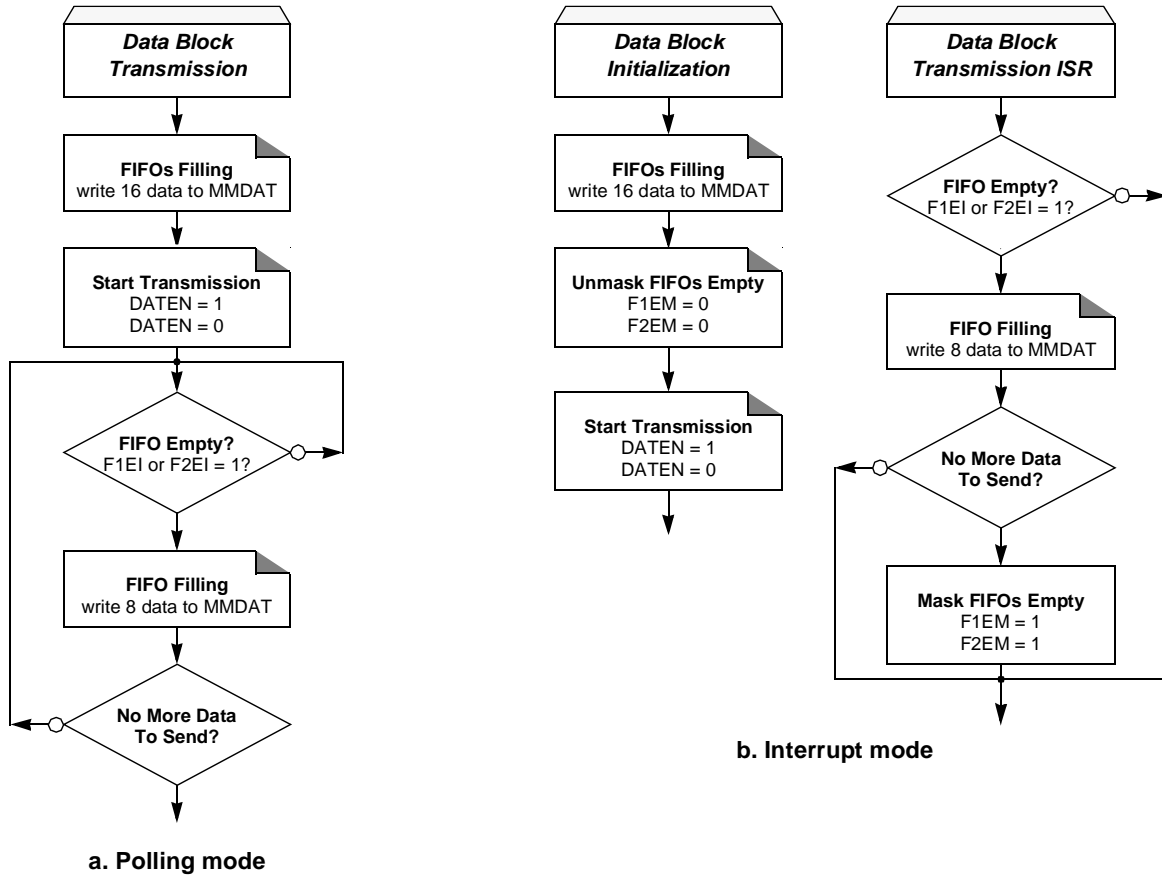 Data Block
Transmission
FIFOs Filling
write 16 data to MMDAT
Start Transmission
DATEN = 1
DATEN = 0
FIFO Empty?
F1EI or F2EI = 1?
FIFO Filling
write 8 data to MMDAT
No More Data
To Send?
a. Polling mode
Data Block
Initialization
FIFOs Filling
write 16 data to MMDAT
Unmask FIFOs Empty
F1EM = 0
F2EM = 0
Start Transmission
DATEN = 1
DATEN = 0
Data Block
Transmission ISR
FIFO Empty?
F1EI or F2EI = 1?
FIFO Filling
write 8 data to MMDAT
No More Data
To Send?
Mask FIFOs Empty
F1EM = 1
F2EM = 1
b. Interrupt mode